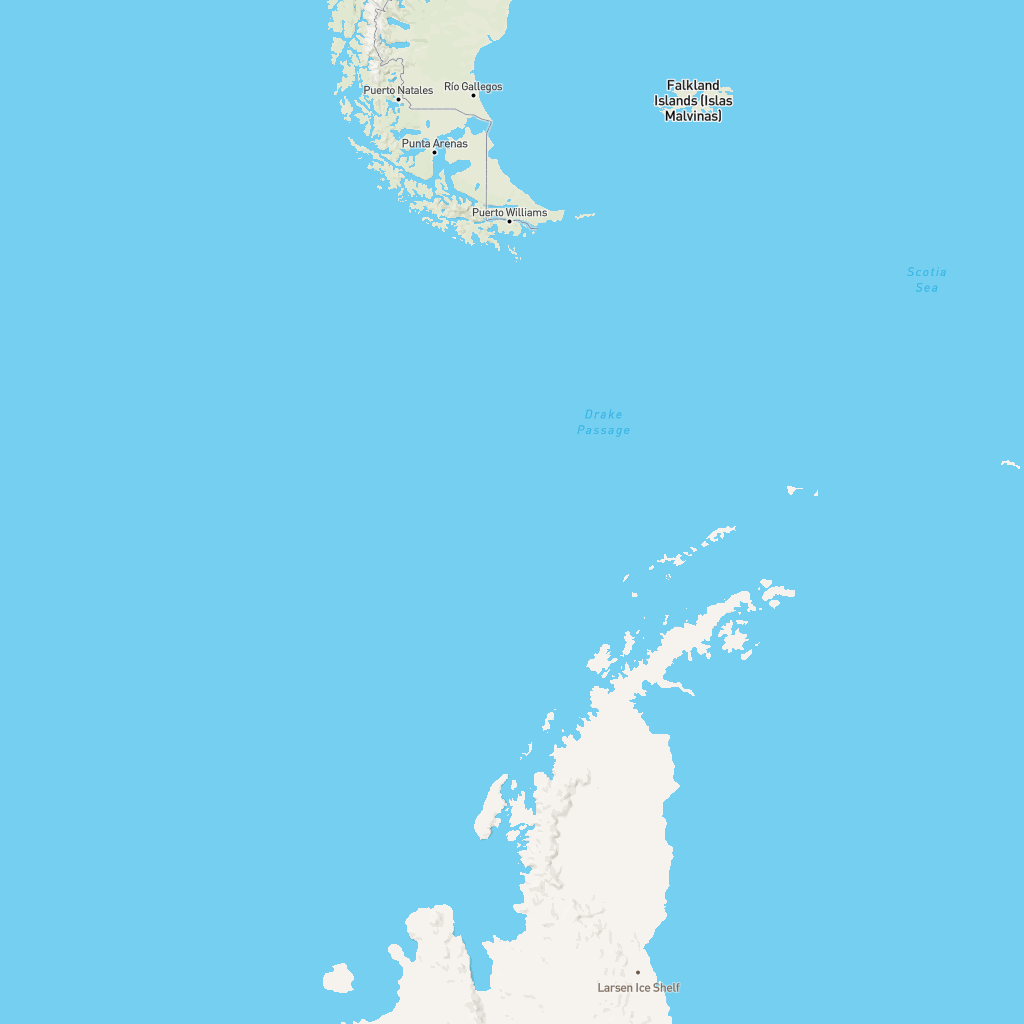 Falkland
Islands (Islas
Malvinas)
Río Gallegos
Puerto Natales
Punta Arenas
Puerto Williams
Scotia
Sea
Drake
Passage
Larsen Ice Shelf